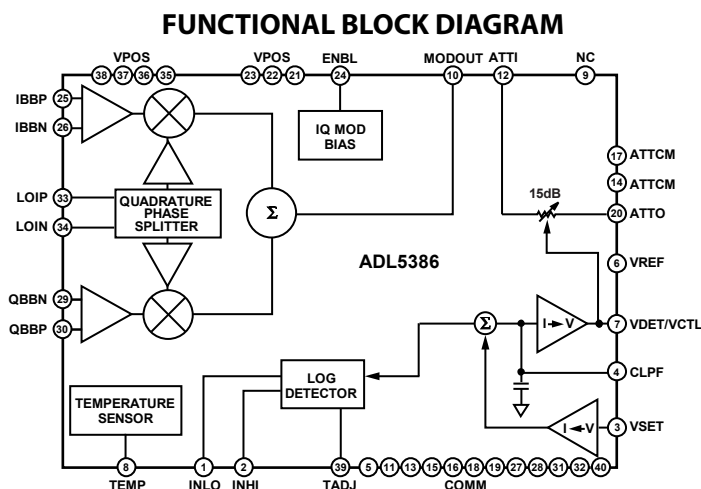 FUNCTIONAL BLOCK DIAGRAM
VPOS VPOS ENBL MODOUT ATTI NC
38 37 36 35 23 22 21 24 10 12 9
IBBP 25
IBBN 26
IQ MOD
BIAS
17 ATTCM
14 ATTCM
15dB
20 ATTO
LOIP 33
LOIN 34
QUADRATURE
PHASE
SPLITTER
Σ
ADL5386
6 VREF
QBBN 29
QBBP 30
Σ
I V
7 VDET/VCTL
4 CLPF
LOG
DETECTOR
TEMPERATURE
SENSOR
I V
3 VSET
8 1 2 39 5 11 13 15 16 18 19 27 28 31 32 40
TEMP INLO INHI TADJ COMM